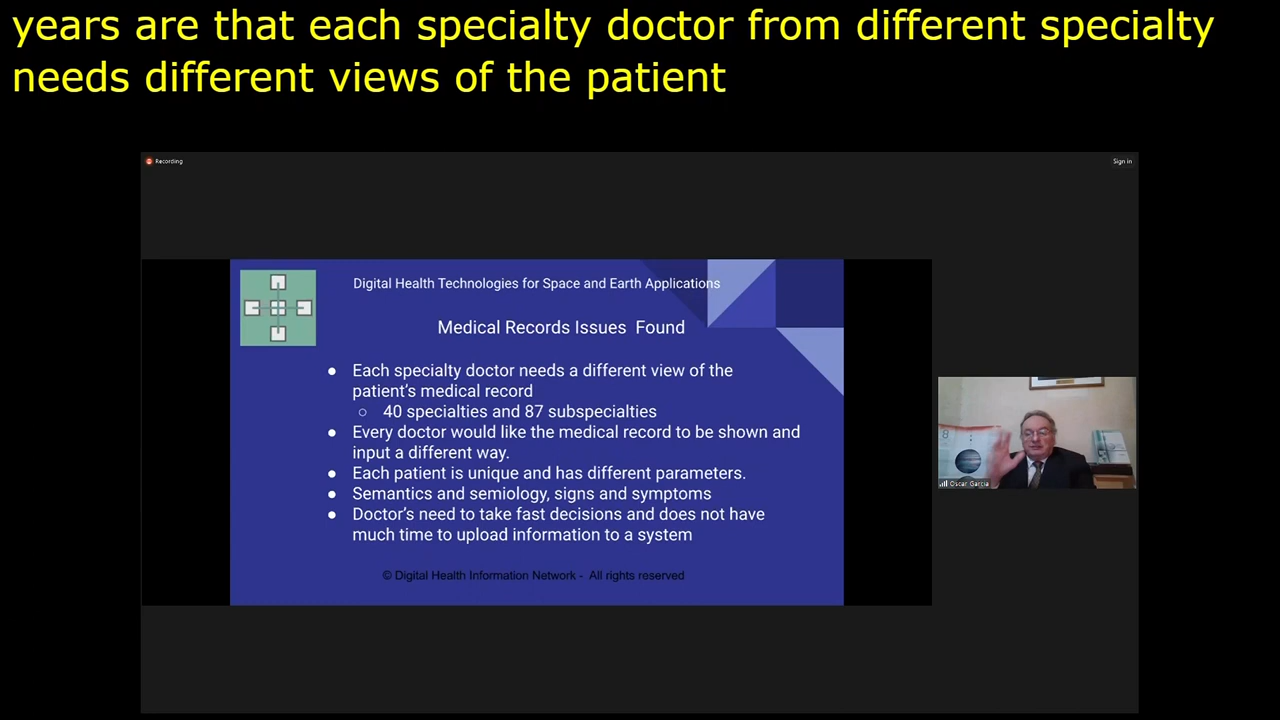 years are that each specialty doctor from different specialty
needs different views of the patient
Recording
Sign in
Digital Health Technologies for Space and Earth Applications
Medical Records Issues Found
● Each specialty doctor needs a different view of the
patient's medical record
○ 40 specialties and 87 subspecialties
● Every doctor would like the medical record to be shown and
input a different way.
● Each patient is unique and has different parameters.
● Semantics and semiology, signs and symptoms
● Doctor's need to take fast decisions and does not have
much time to upload information to a system
© Digital Health Information Network - All rights reserved
8
Oscar Garcia